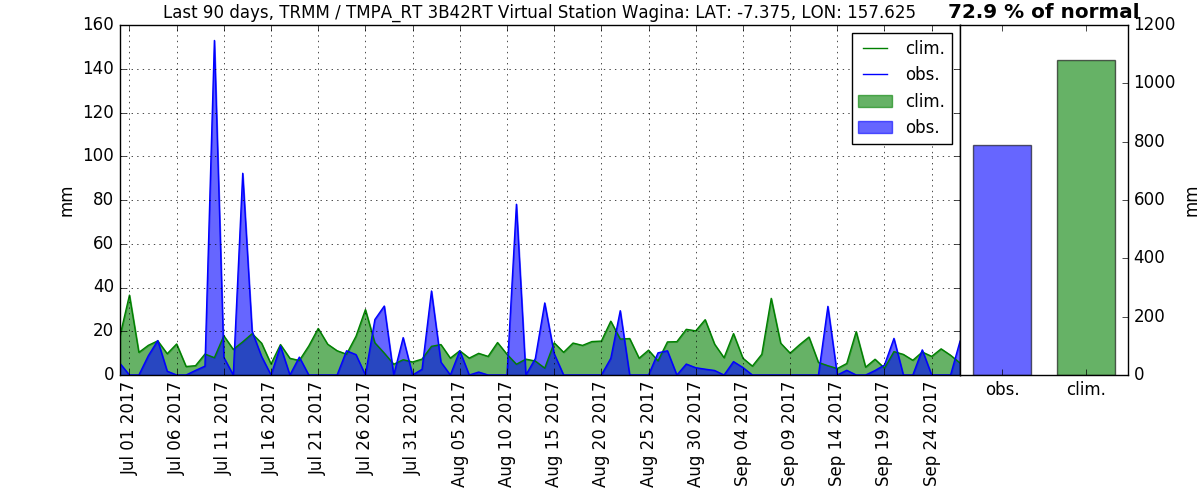 Last 90 days, TRMM / TMPA_RT 3B42RT Virtual Station Wagina: LAT: -7.375, LON: 157.625
72.9 % of normal
160
140
120
100
80
60
40
20
0
mm
clim.
obs.
clim.
obs.
Jul 01 2017
Jul 06 2017
Jul 11 2017
Jul 16 2017
Jul 21 2017
Jul 26 2017
Jul 31 2017
Aug 05 2017
Aug 10 2017
Aug 15 2017
Aug 20 2017
Aug 25 2017
Aug 30 2017
Sep 04 2017
Sep 09 2017
Sep 14 2017
Sep 19 2017
Sep 24 2017
1200
1000
800
600
400
200
0
mm
obs.
clim.